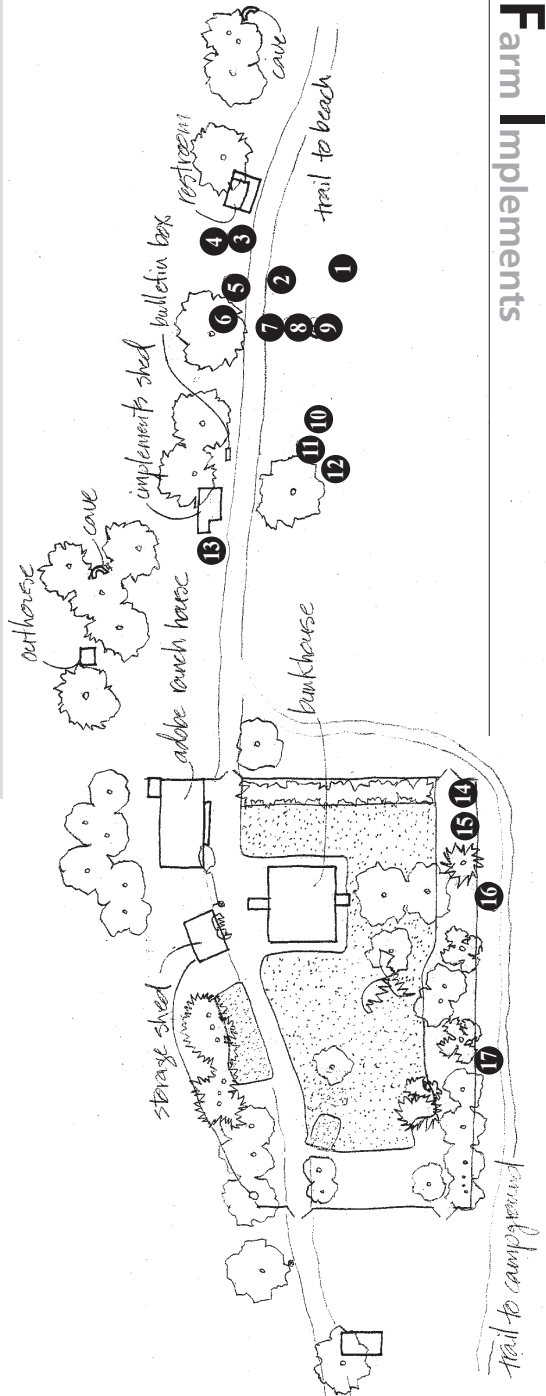 Farm Implements
cave
trail to beach
restroom
4
3
1
2
5
bulletin box
6
7
8
9
implements shed
10
11
12
13
cave
outhouse
adobe ranch house
bunkhouse
14
15
16
storage shed
17
trail to campground